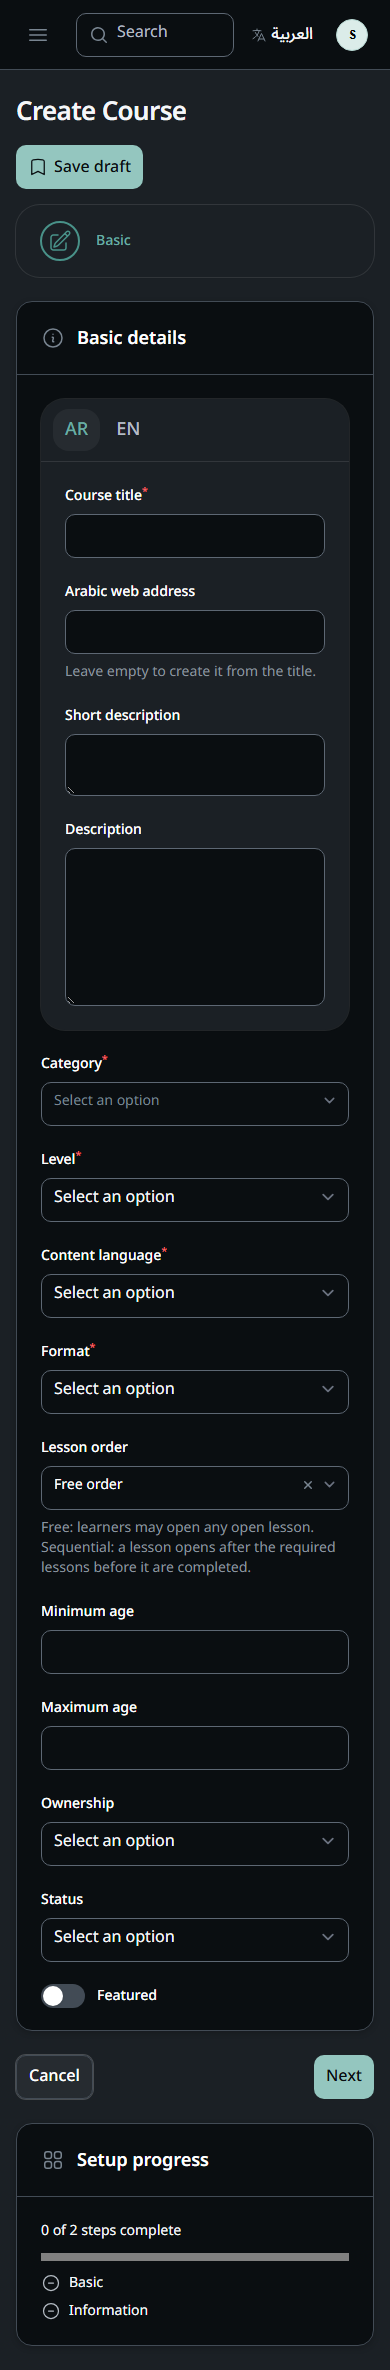 Search
العربية
S
Create Course
Save draft
Basic
Basic details
AR
EN
Course title*
Arabic web address
Leave empty to create it from the title.
Short description
Description
Category*
Select an option
Level*
Select an option
Content language*
Select an option
Format*
Select an option
Lesson order
Free order
Free: learners may open any open lesson.
Sequential: a lesson opens after the required
lessons before it are completed.
Minimum age
Maximum age
Ownership
Select an option
Status
Select an option
Featured
Cancel
Next
Setup progress
0 of 2 steps complete
Basic
Information